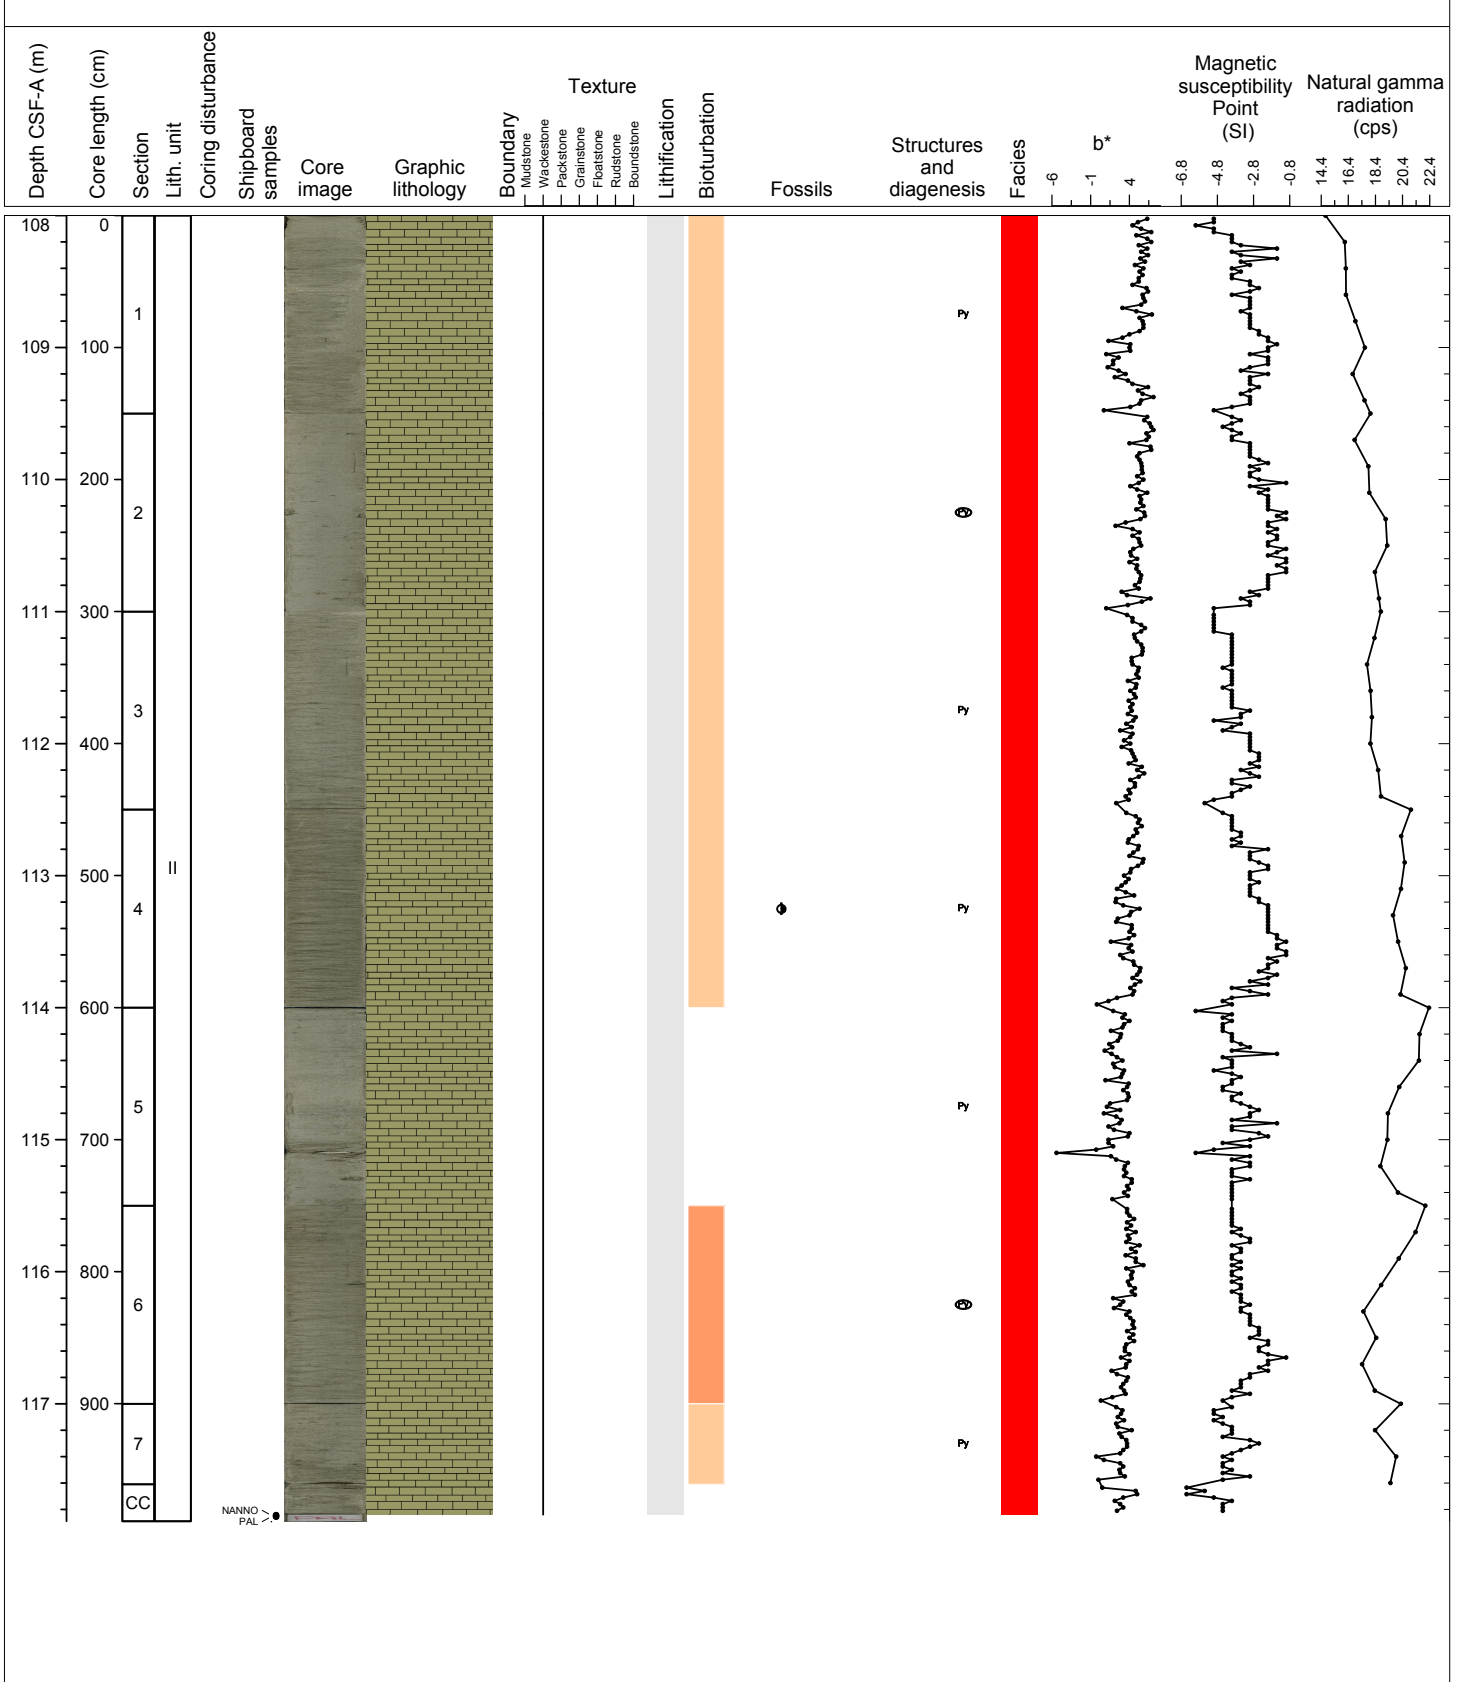 Depth CSF-A (m)
Core length (cm)
Section
Lith. unit
Coring disturbance
Shipboard
samples
Core
image
Graphic
lithology
Boundary
Texture
Mudstone
Wackestone
Packstone
Grainstone
Floatstone
Rudstone
Boundstone
Lithification
Bioturbation
Fossils
Structures
and
diagenesis
Facies
b*
-6 -1 4
Magnetic
susceptibility
Point
(SI)
-6.8 -4.8 -2.8 -0.8
Natural gamma
radiation
(cps)
14.4 16.4 18.4 20.4 22.4
108 0
1 Py
109 100
110 200
2 Py
111 300
3 Py
112 400
II
113 500
4 Py
114 600
5 Py
115 700
116 800
6 Py
117 900
7 Py
CC
NANNO
PAL